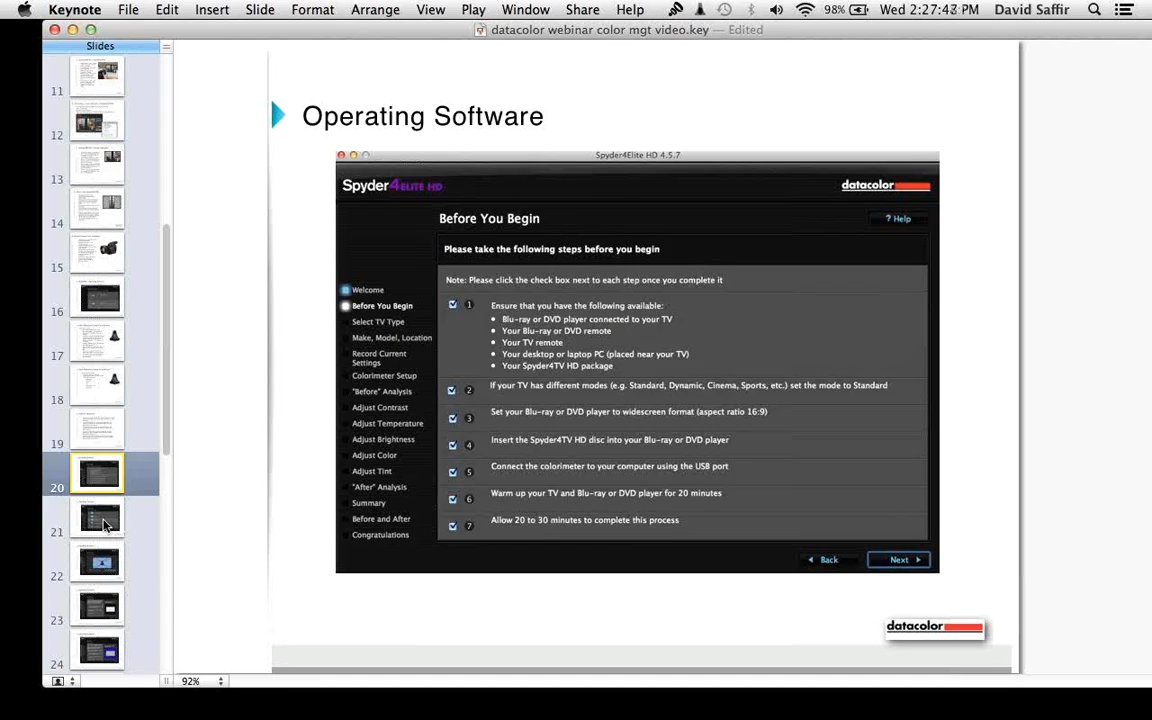 Keynote File Edit Insert Slide Format Arrange View Play Window Share Help 98% Wed 2:27:43 PM David Saffir
datacolor webinar color mgt video.key — Edited
Slides
11
12
13
14
15
16
17
18
19
20
21
22
23
24
92%
Operating Software
Spyder4Elite HD 4.5.7
Spyder4ELITE HD
datacolor
Before You Begin
? Help
Please take the following steps before you begin
Note: Please click the check box next to each step once you complete it
Welcome
Before You Begin
Select TV Type
Make, Model, Location
Record Current
Settings
Colorimeter Setup
"Before" Analysis
Adjust Contrast
Adjust Temperature
Adjust Brightness
Adjust Color
Adjust Tint
"After" Analysis
Summary
Before and After
Congratulations
1 Ensure that you have the following available:
• Blu-ray or DVD player connected to your TV
• Your Blu-ray or DVD remote
• Your TV remote
• Your desktop or laptop PC (placed near your TV)
• Your Spyder4TV HD package
2 If your TV has different modes (e.g. Standard, Dynamic, Cinema, Sports, etc.) set the mode to Standard
3 Set your Blu-ray or DVD player to widescreen format (aspect ratio 16:9)
4 Insert the Spyder4TV HD disc into your Blu-ray or DVD player
5 Connect the colorimeter to your computer using the USB port
6 Warm up your TV and Blu-ray or DVD player for 20 minutes
7 Allow 20 to 30 minutes to complete this process
Back
Next
datacolor